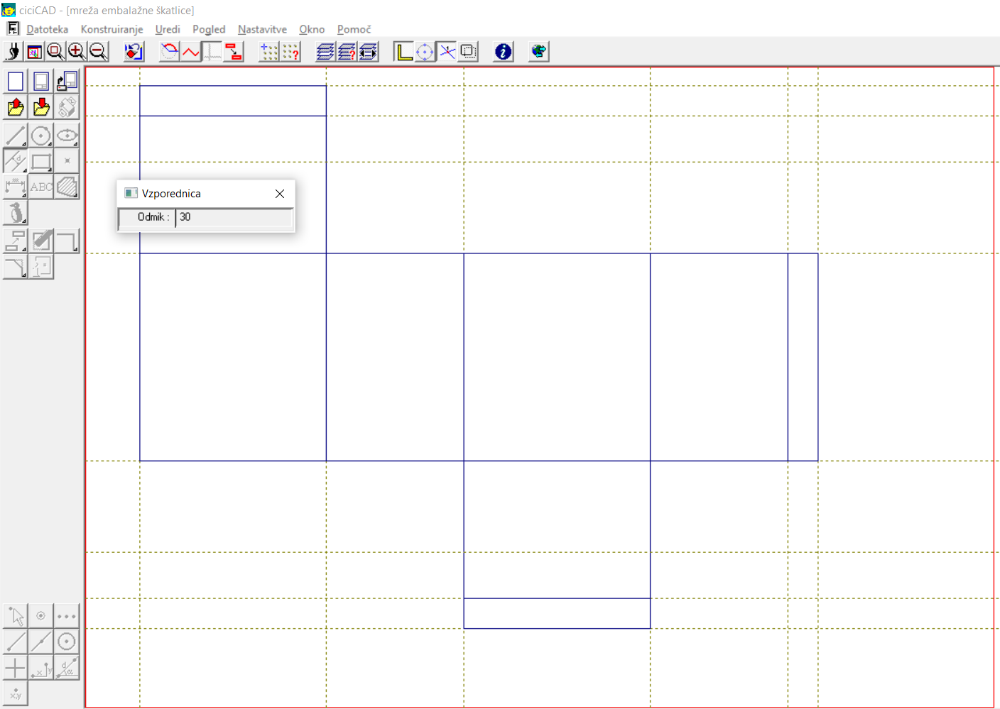 ciciCAD - [mreža embalažne škatlice]
Datoteka Konstruiranje Uredi Pogled Nastavitve Okno Pomoč
Vzporednica
Odmik : 30
ABC
x,y